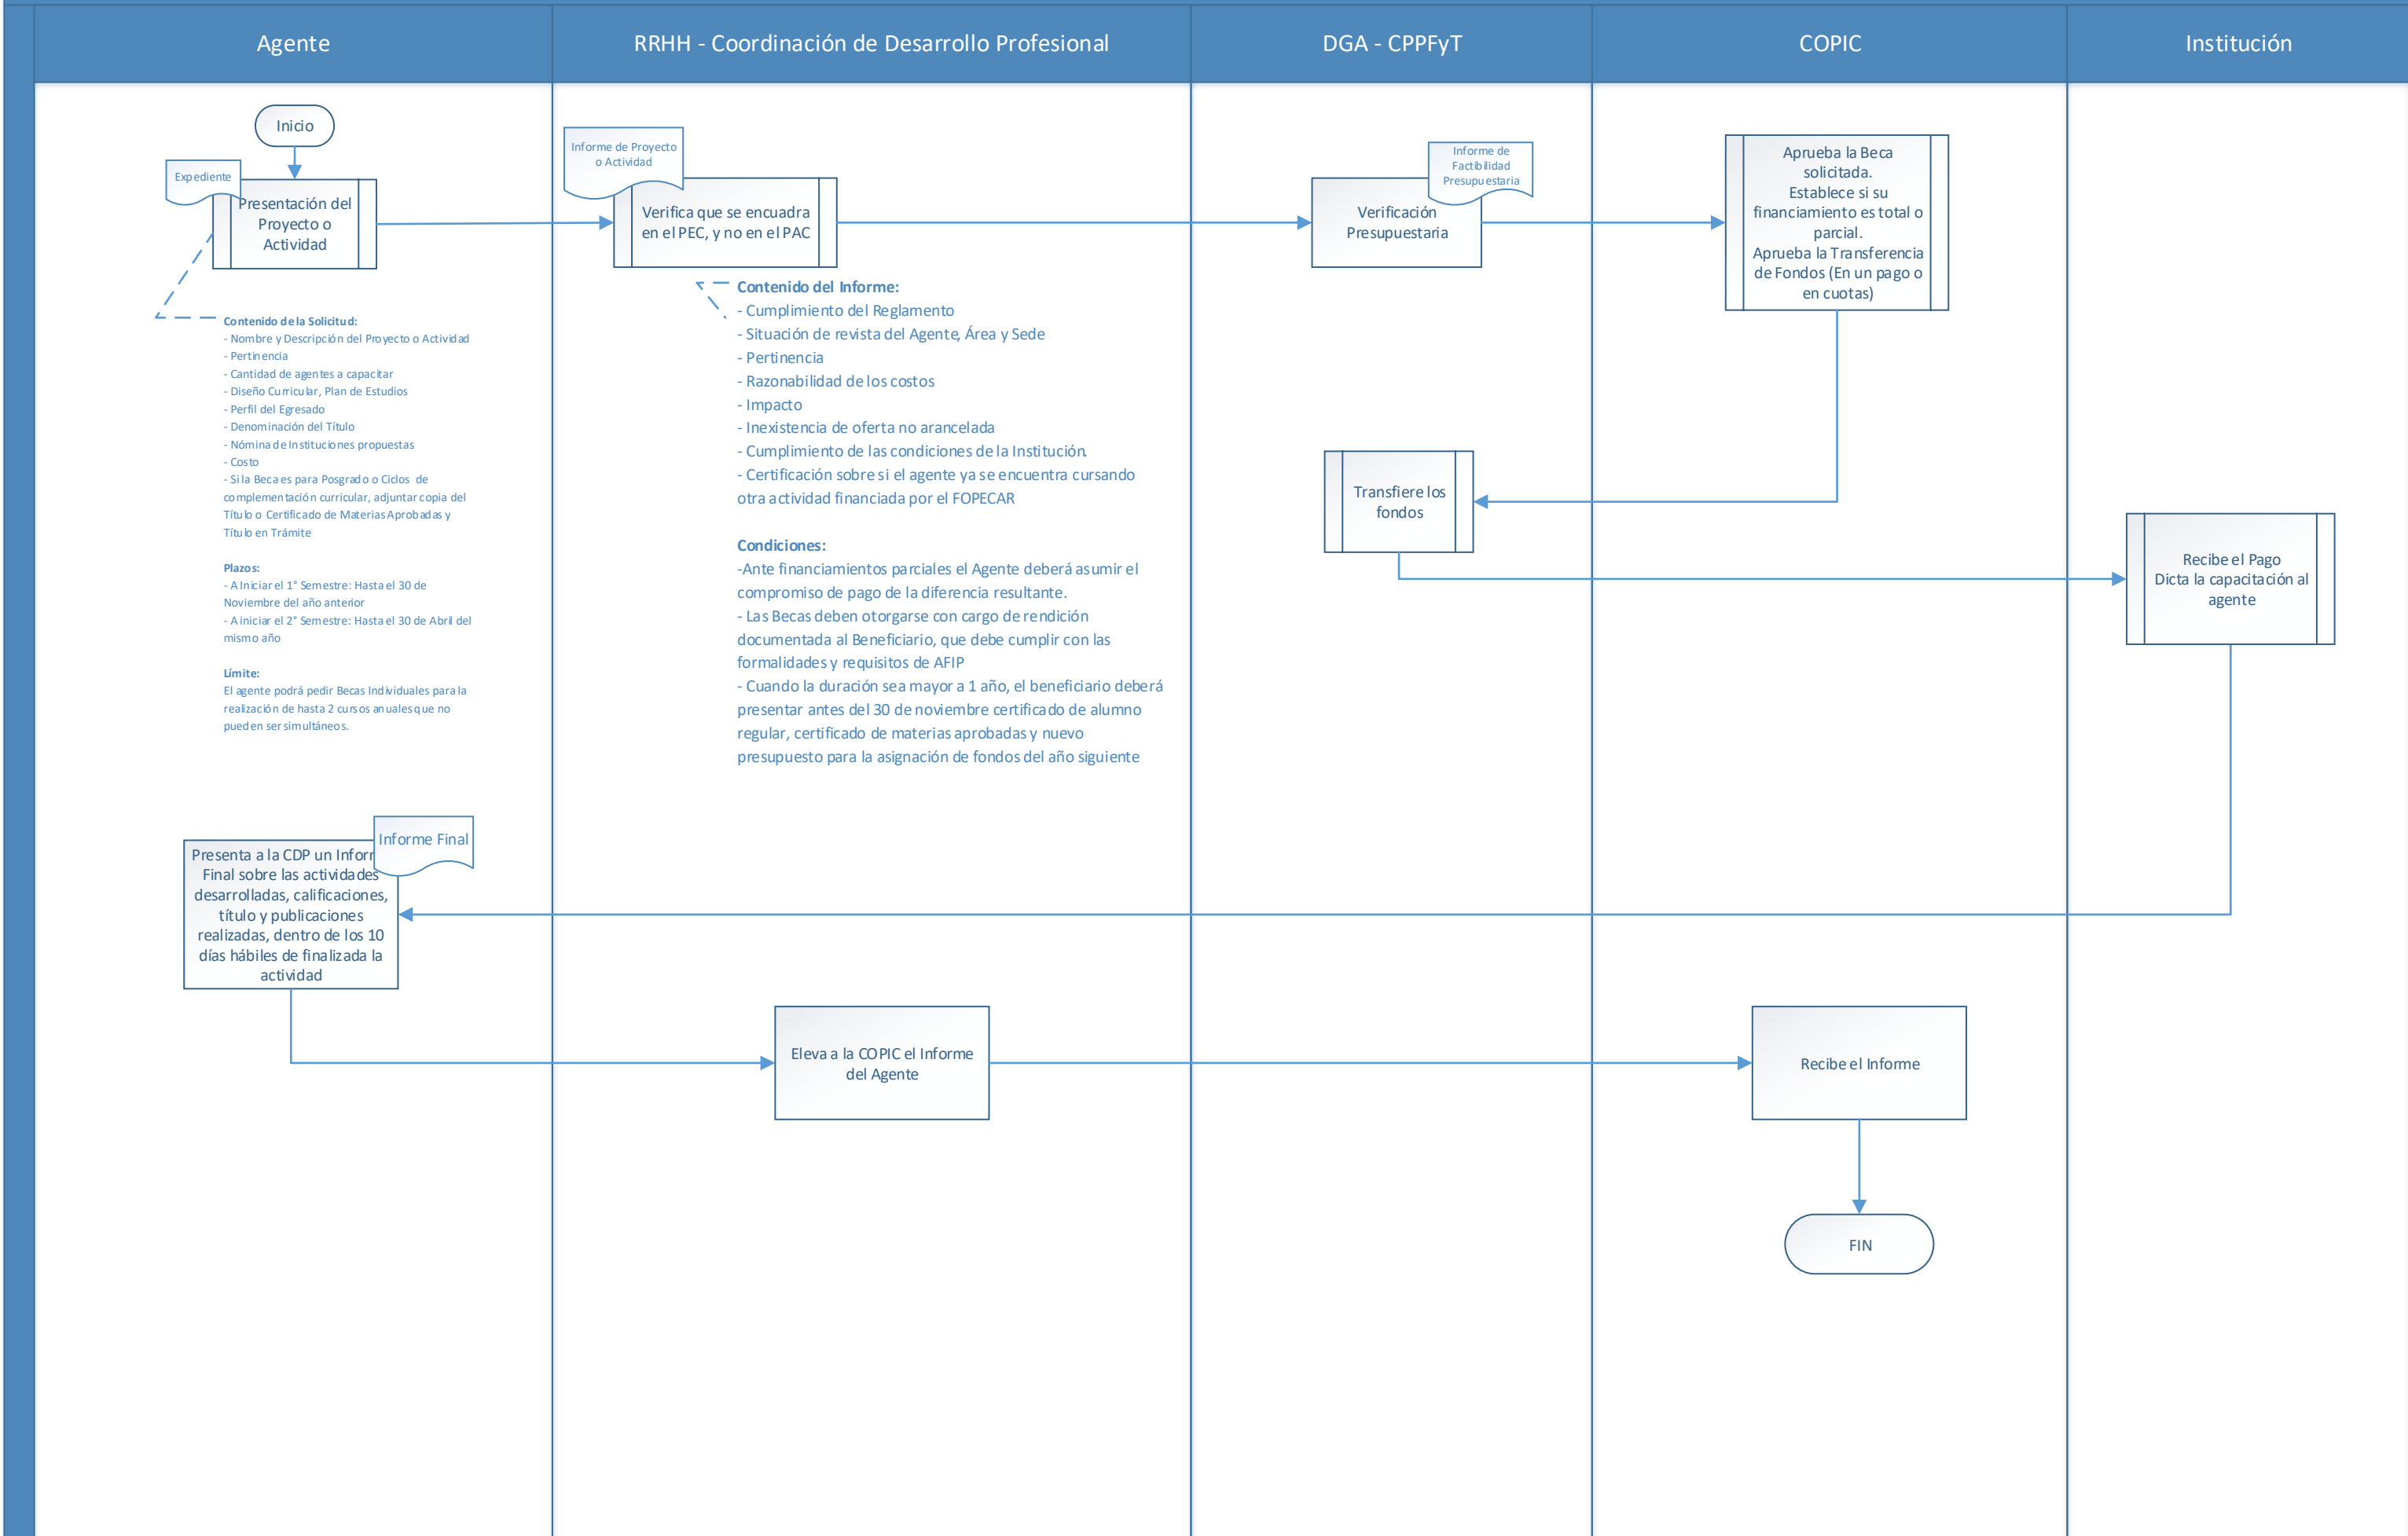 Agente
RRHH - Coordinación de Desarrollo Profesional
DGA - CPPFyT
COPIC
Institución
Inicio
Expediente
Presentación del
Proyecto o
Actividad
Informe de Proyecto
o Actividad
Verifica que se encuadra
en el PEC, y no en el PAC
Informe de
Factibilidad
Presupuestaria
Verificación
Presupuestaria
Aprueba la Beca
solicitada.
Establece si su
financiamiento es total o
parcial.
Aprueba la Transferencia
de Fondos (En un pago o
en cuotas)
Contenido de la Solicitud:
- Nombre y Descripción del Proyecto o Actividad
- Pertinencia
- Cantidad de agentes a capacitar
- Diseño Curricular, Plan de Estudios
- Perfil del Egresado
- Denominación del Título
- Nómina de Instituciones propuestas
- Costo
- Si la Beca es para Posgrado o Ciclos de
complementación curricular, adjuntar copia del
Título o Certificado de Materias Aprobadas y
Título en Trámite
Plazos:
- A Iniciar el 1° Semestre: Hasta el 30 de
Noviembre del año anterior
- A iniciar el 2° Semestre: Hasta el 30 de Abril del
mismo año
Límite:
El agente podrá pedir Becas Individuales para la
realización de hasta 2 cursos anuales que no
pueden ser simultáneos.
Contenido del Informe:
- Cumplimiento del Reglamento
- Situación de revista del Agente, Área y Sede
- Pertinencia
- Razonabilidad de los costos
- Impacto
- Inexistencia de oferta no arancelada
- Cumplimiento de las condiciones de la Institución.
- Certificación sobre si el agente ya se encuentra cursando
otra actividad financiada por el FOPECAR
Condiciones:
-Ante financiamientos parciales el Agente deberá asumir el
compromiso de pago de la diferencia resultante.
- Las Becas deben otorgarse con cargo de rendición
documentada al Beneficiario, que debe cumplir con las
formalidades y requisitos de AFIP
- Cuando la duración sea mayor a 1 año, el beneficiario deberá
presentar antes del 30 de noviembre certificado de alumno
regular, certificado de materias aprobadas y nuevo
presupuesto para la asignación de fondos del año siguiente
Transfiere los
fondos
Recibe el Pago
Dicta la capacitación al
agente
Informe Final
Presenta a la CDP un Infor
Final sobre las actividades
desarrolladas, calificaciones,
título y publicaciones
realizadas, dentro de los 10
días hábiles de finalizada la
actividad
Eleva a la COPIC el Informe
del Agente
Recibe el Informe
FIN